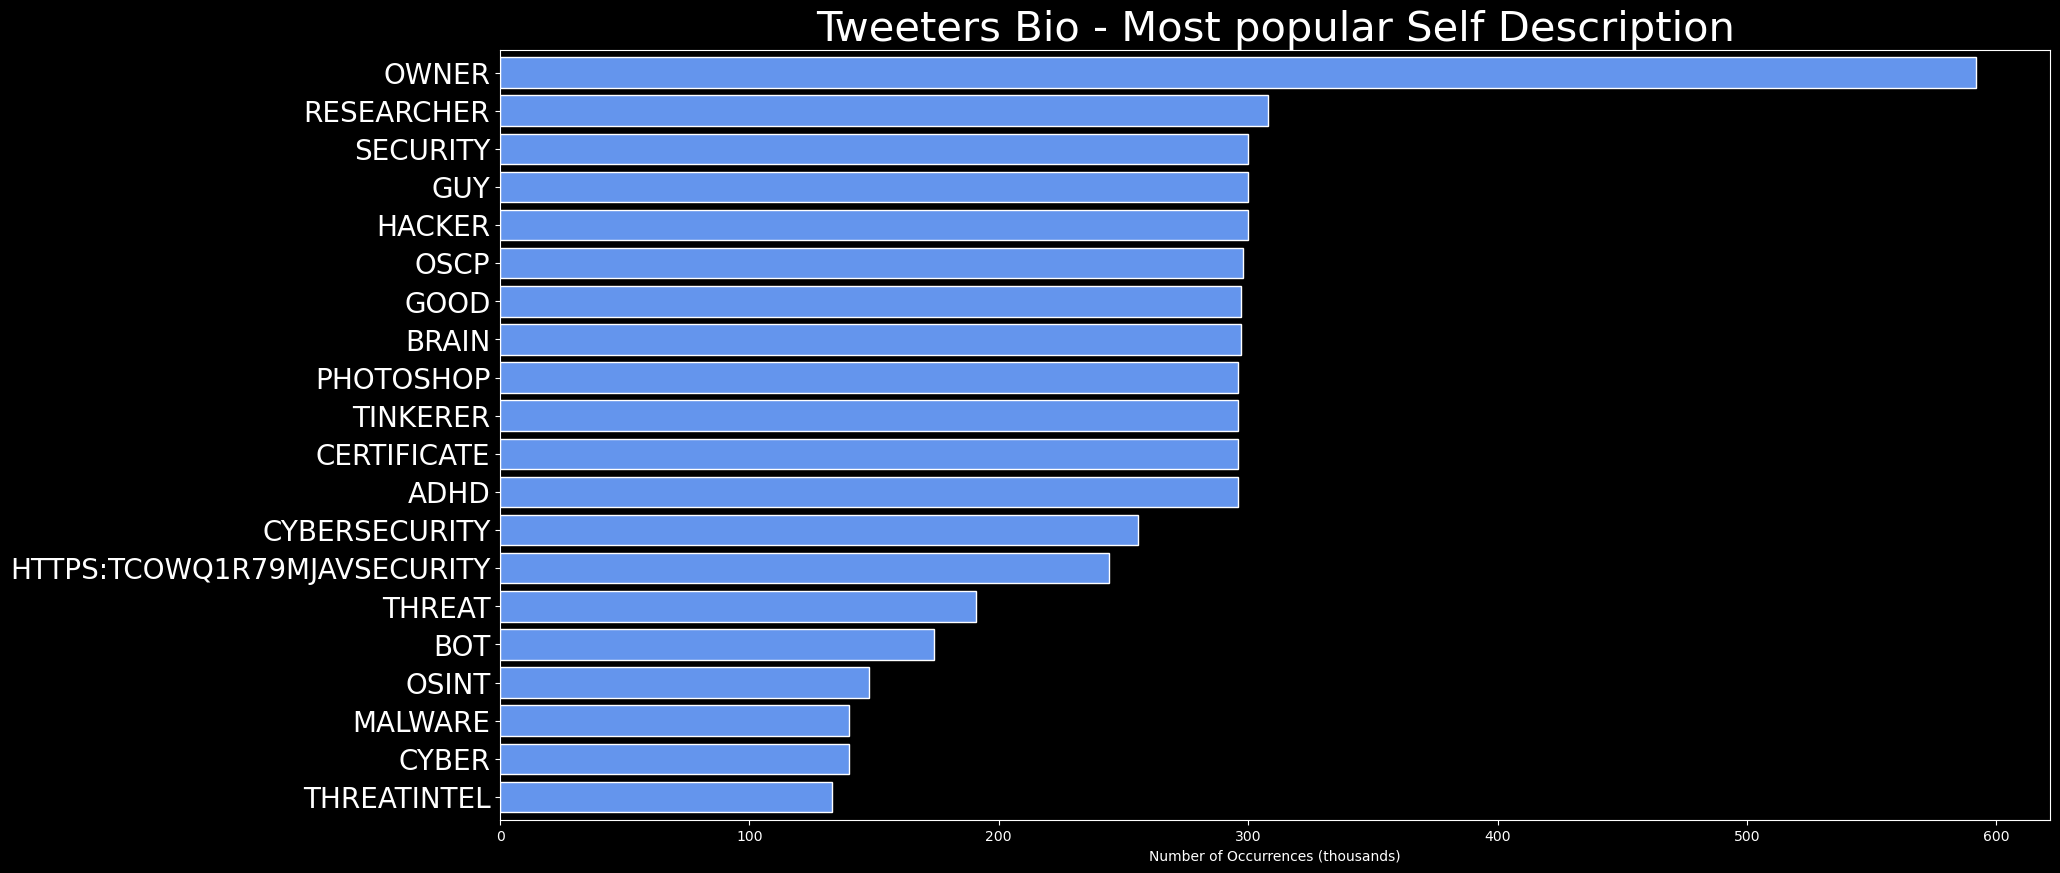 Tweeters Bio - Most popular Self Description
OWNER
RESEARCHER
SECURITY
GUY
HACKER
OSCP
GOOD
BRAIN
PHOTOSHOP
TINKERER
CERTIFICATE
ADHD
CYBERSECURITY
HTTPS:TCOWQ1R79MJAVSECURITY
THREAT
BOT
OSINT
MALWARE
CYBER
THREATINTEL
0 100 200 300 400 500 600
Number of Occurrences (thousands)